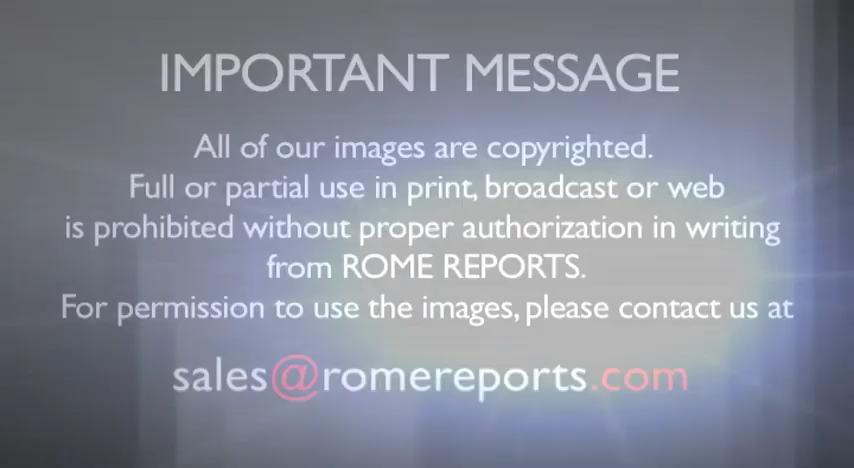 IMPORTANT MESSAGE
All of our images are copyrighted.
Full or partial use in print, broadcast or web
is prohibited without proper authorization in writing
from ROME REPORTS.
For permission to use the images, please contact us at
sales@romereports.com